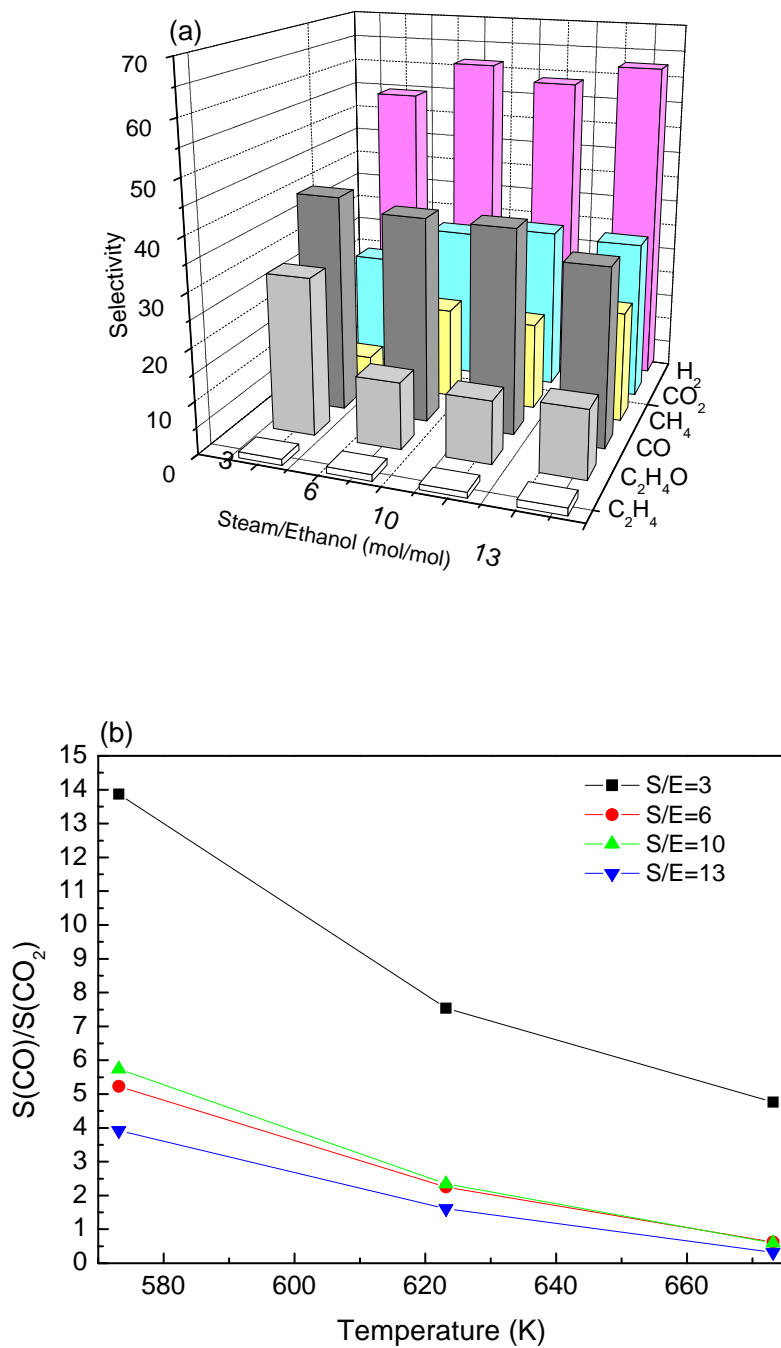 (a)
70
60
50
40
30
20
10
0
Selectivity
3
6
10
13
Steam/Ethanol (mol/mol)
H₂
CO₂
CH₄
CO
C₂H₄O
C₂H₄
(b)
15
14
13
12
11
10
9
8
7
6
5
4
3
2
1
0
S(CO)/S(CO₂)
S/E=3
S/E=6
S/E=10
S/E=13
580 600 620 640 660
Temperature (K)